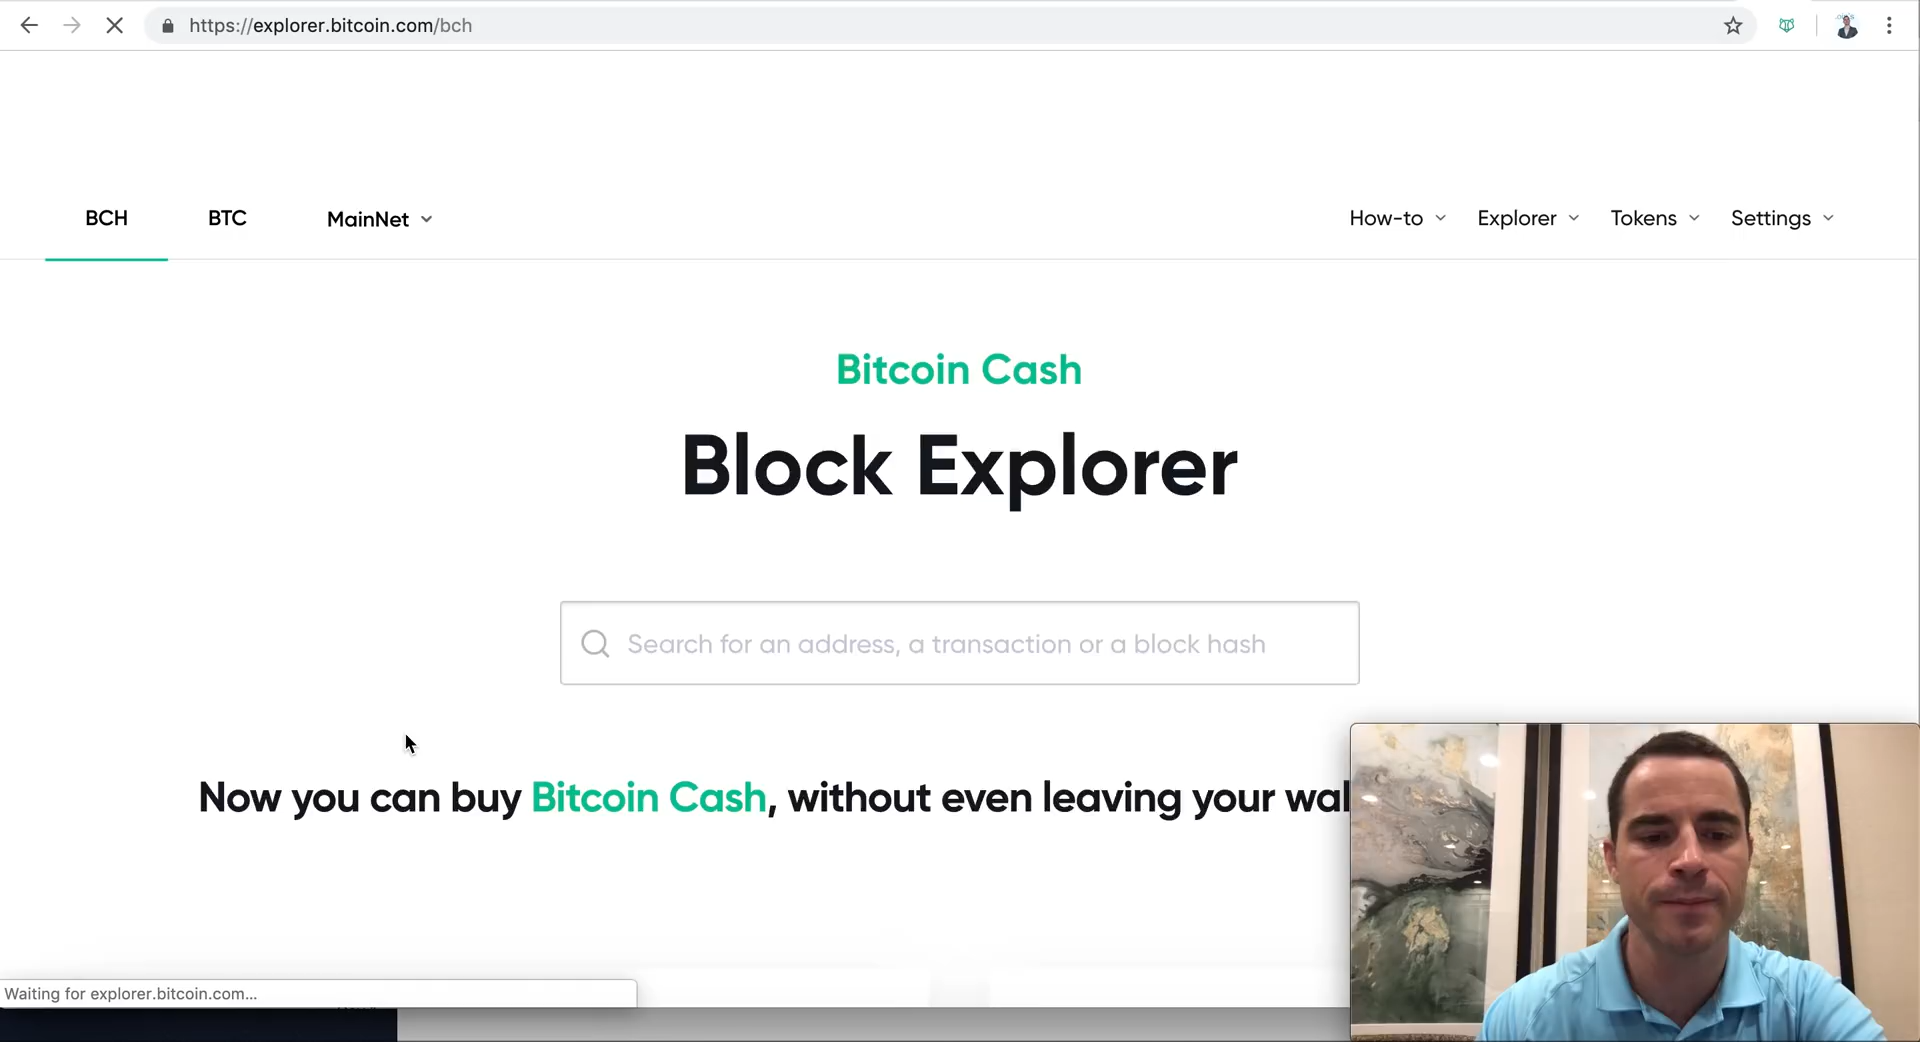 https://explorer.bitcoin.com/bch
BCH BTC MainNet How-to Explorer Tokens Settings
Bitcoin Cash
Block Explorer
Search for an address, a transaction or a block hash
Now you can buy Bitcoin Cash, without even leaving your wal
Waiting for explorer.bitcoin.com...